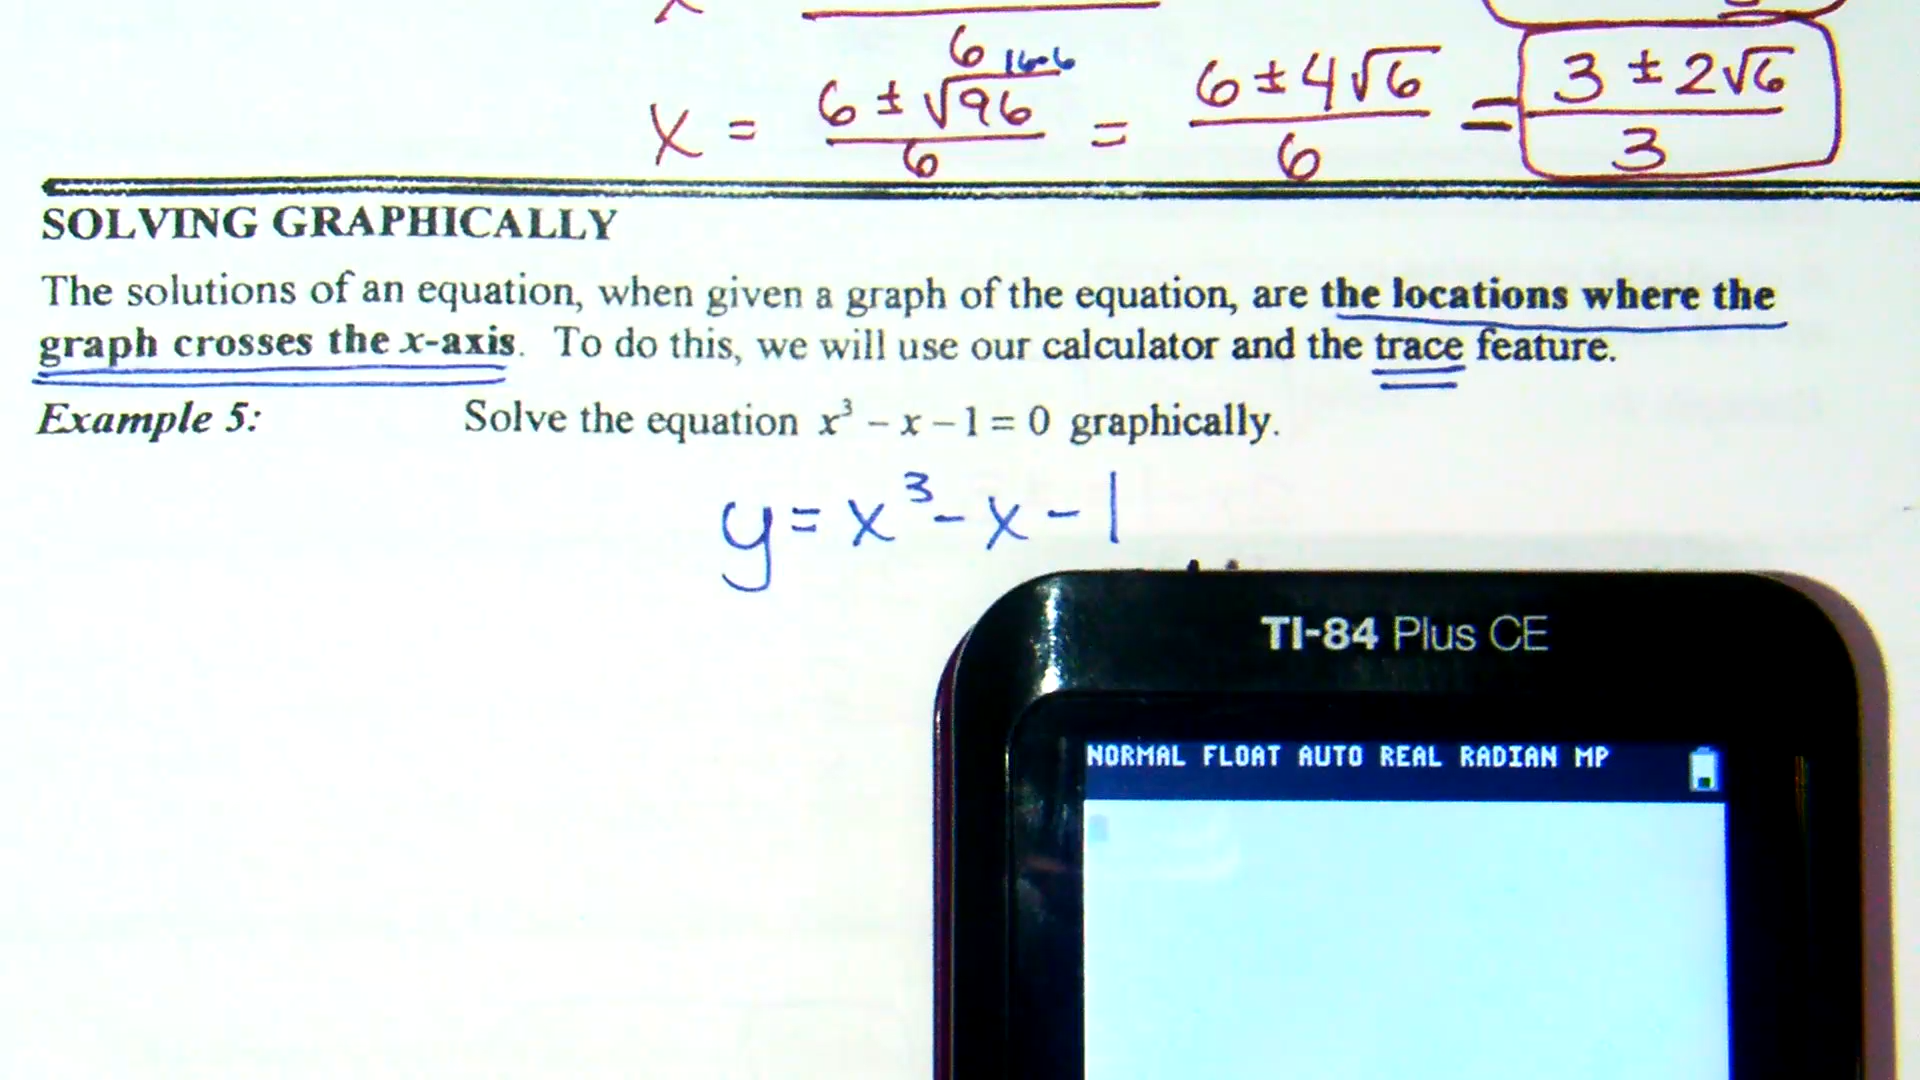 6 16·6
x = 6 ± √96 / 6 = 6 ± 4√6 / 6 = 3 ± 2√6 / 3
SOLVING GRAPHICALLY
The solutions of an equation, when given a graph of the equation, are the locations where the
graph crosses the x-axis. To do this, we will use our calculator and the trace feature.
Example 5: Solve the equation x³ – x – 1 = 0 graphically.
y = x³ - x - 1
TI-84 Plus CE
NORMAL FLOAT AUTO REAL RADIAN MP